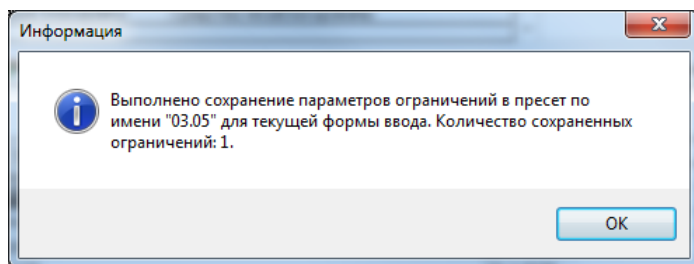 Информация
Выполнено сохранение параметров ограничений в пресет по
имени "03.05" для текущей формы ввода. Количество сохраненных
ограничений: 1.
OK